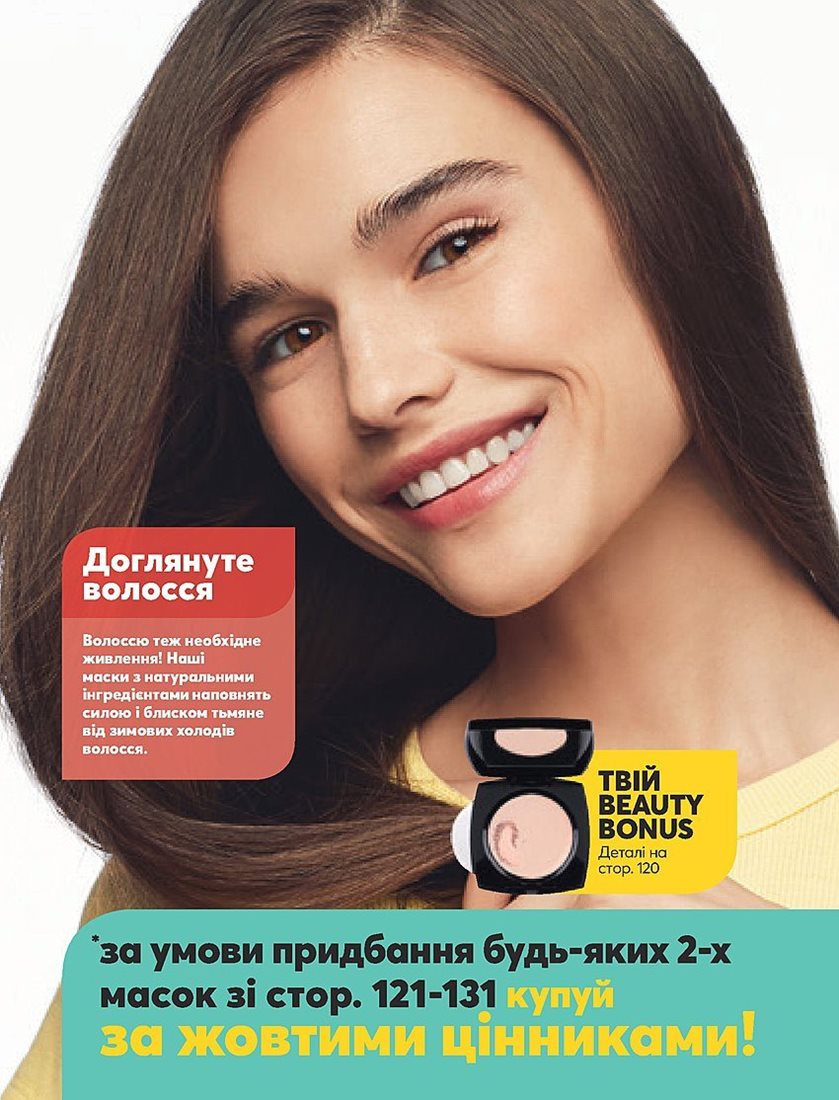 Доглянуте
волосся
Волоссю теж необхідне
живлення! Наші
маски з натуральними
інгредієнтами наповнять
силою і блиском тьмяне
від зимових холодів
волосся.
ТВІЙ
BEAUTY
BONUS
Деталі на
стор. 120
*за умови придбання будь-яких 2-х
масок зі стор. 121-131 купуй
за жовтими цінниками!